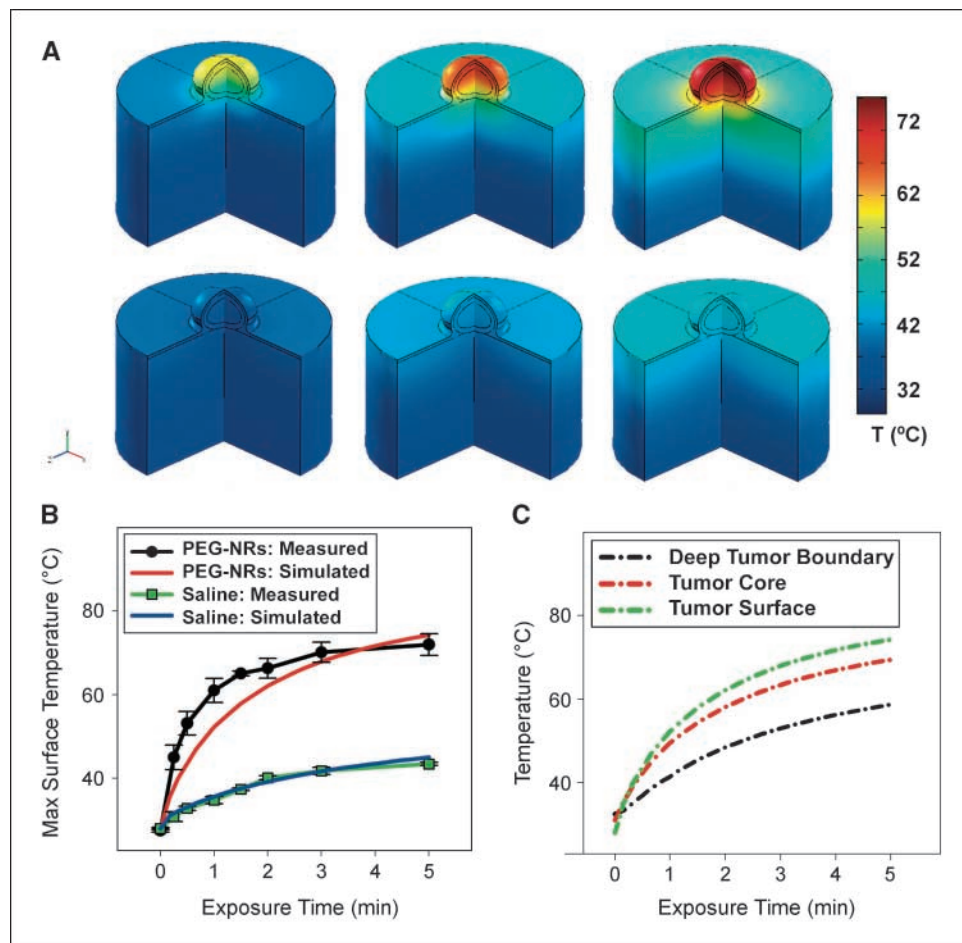 A
72
62
52
42
32
T (ºC)
B
PEG-NRs: Measured
PEG-NRs: Simulated
Saline: Measured
Saline: Simulated
Max Surface Temperature (°C)
80
60
40
0 1 2 3 4 5
Exposure Time (min)
C
Deep Tumor Boundary
Tumor Core
Tumor Surface
Temperature (°C)
80
60
40
0 1 2 3 4 5
Exposure Time (min)